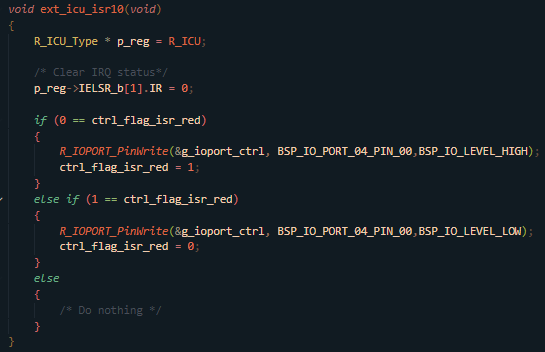 void ext_icu_isr10(void)
{
R_ICU_Type * p_reg = R_ICU;
/* Clear IRQ status*/
p_reg->IELSR_b[1].IR = 0;
if (0 == ctrl_flag_isr_red)
{
R_IOPORT_PinWrite(&g_ioport_ctrl, BSP_IO_PORT_04_PIN_00,BSP_IO_LEVEL_HIGH);
ctrl_flag_isr_red = 1;
}
else if (1 == ctrl_flag_isr_red)
{
R_IOPORT_PinWrite(&g_ioport_ctrl, BSP_IO_PORT_04_PIN_00,BSP_IO_LEVEL_LOW);
ctrl_flag_isr_red = 0;
}
else
{
/* Do nothing */
}
}